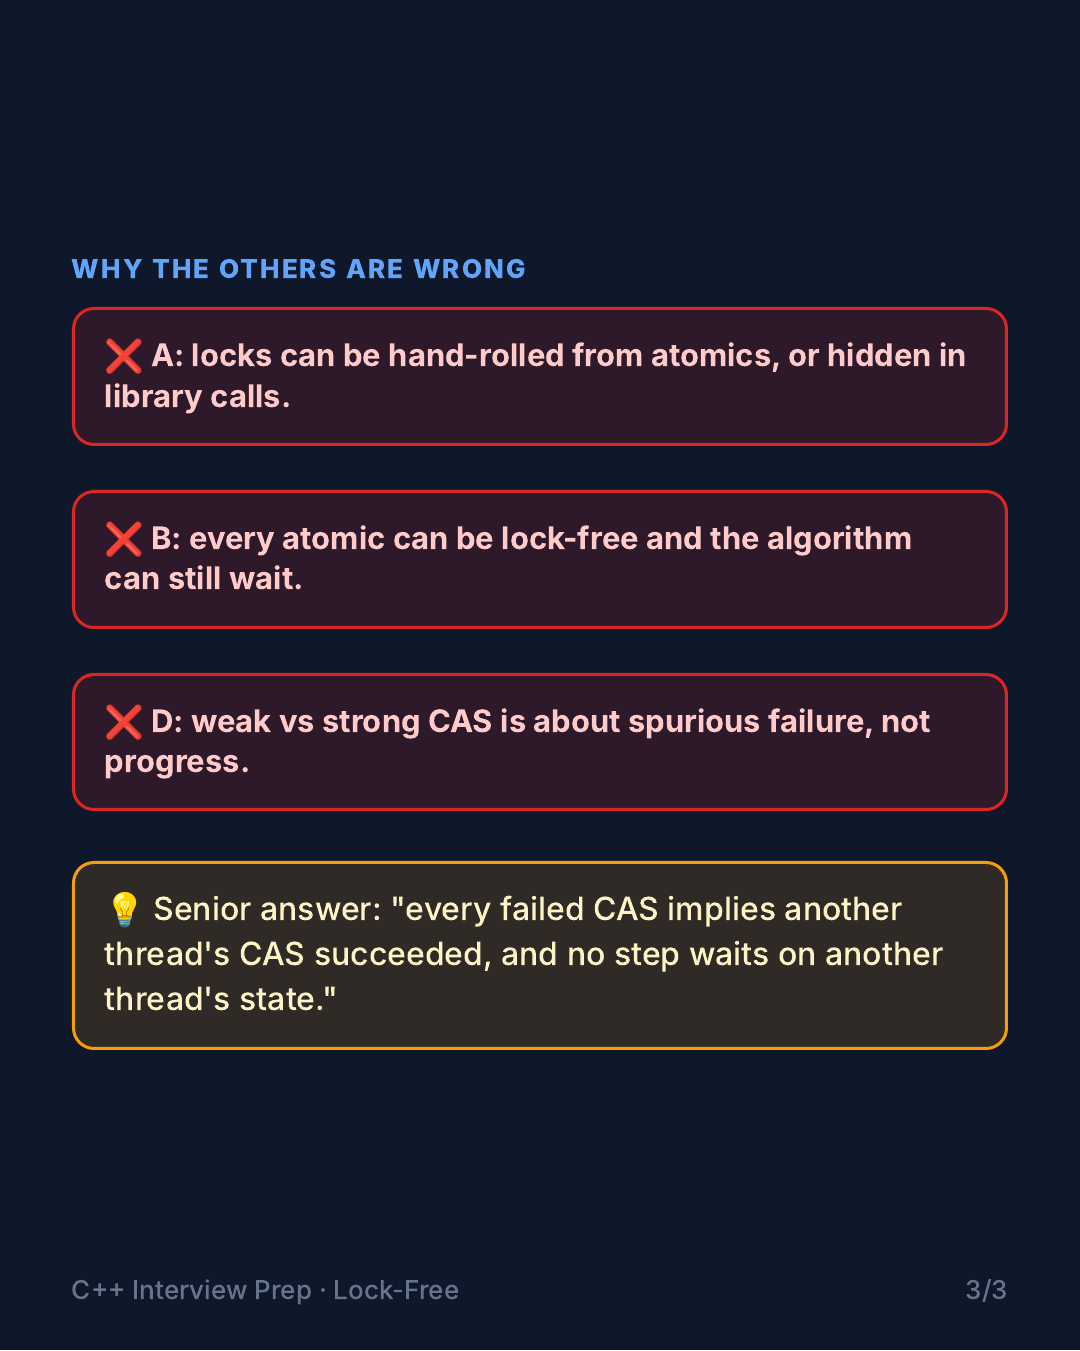 WHY THE OTHERS ARE WRONG
❌ A: locks can be hand-rolled from atomics, or hidden in
library calls.
❌ B: every atomic can be lock-free and the algorithm
can still wait.
❌ D: weak vs strong CAS is about spurious failure, not
progress.
💡 Senior answer: "every failed CAS implies another
thread's CAS succeeded, and no step waits on another
thread's state."
C++ Interview Prep · Lock-Free
3/3